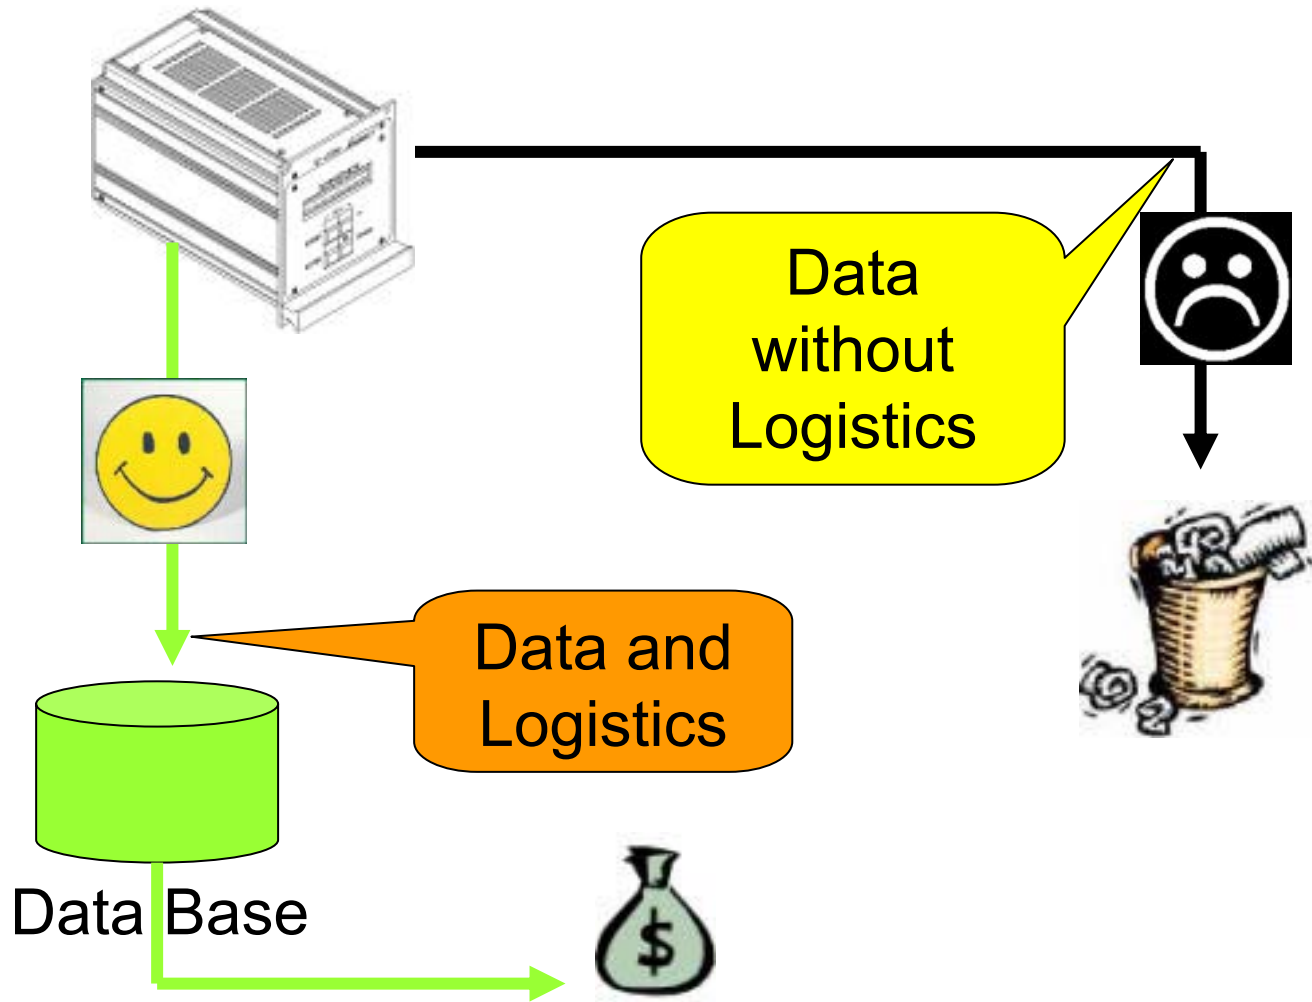 Data
without
Logistics
Data and
Logistics
Data Base
$